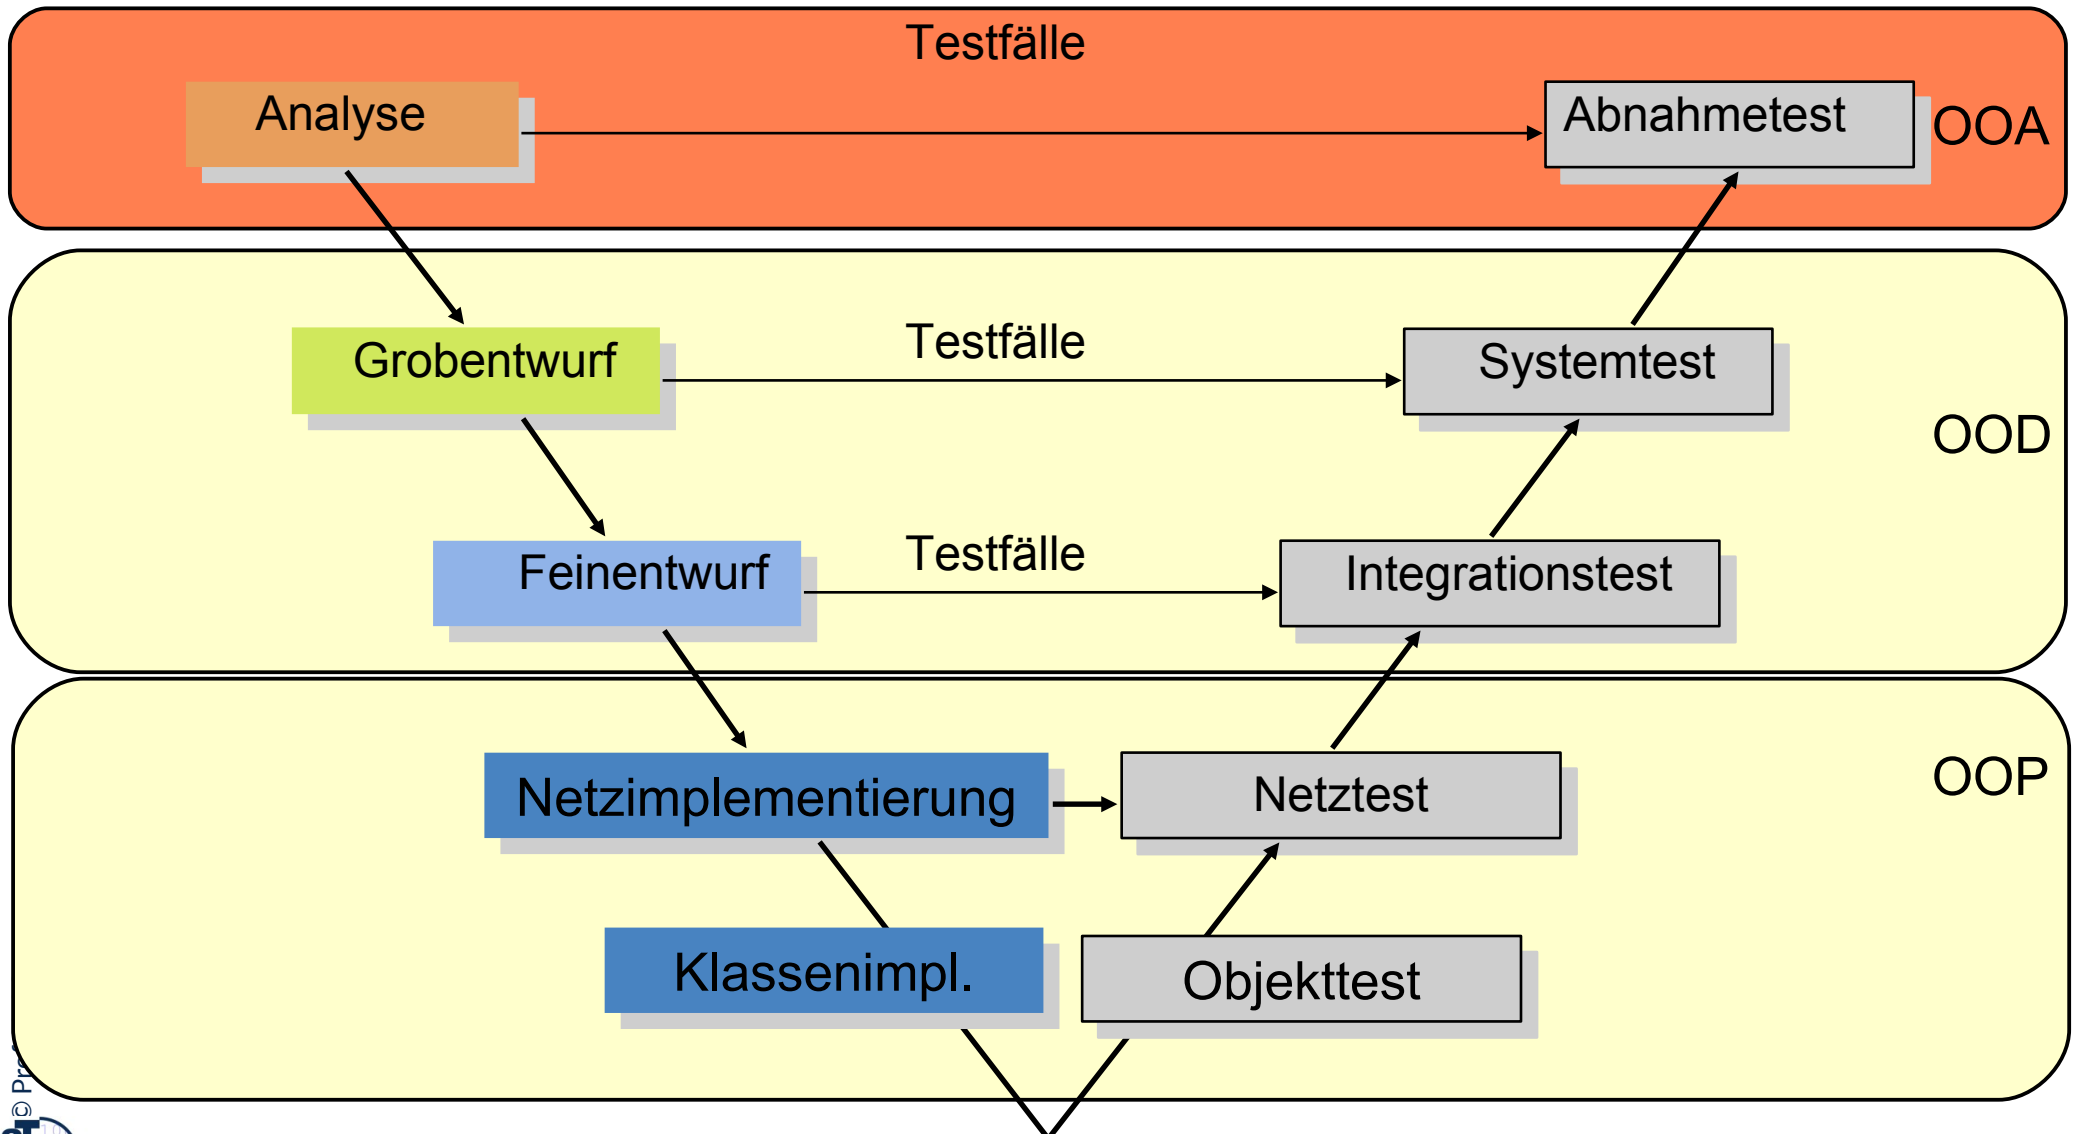 Testfälle
Analyse
Abnahmetest
OOA
Testfälle
Grobentwurf
Systemtest
OOD
Testfälle
Feinentwurf
Integrationstest
OOP
Netzimplementierung
Netztest
Klassenimpl.
Objekttest
©